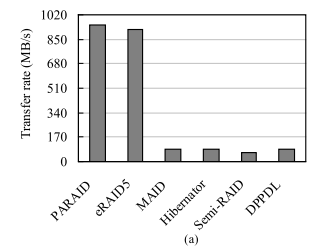 Transfer rate (MB/s)
1020
850
680
510
340
170
0
PARAID
eRAID5
MAID
Hibernator
Semi-RAID
DPPDL
(a)